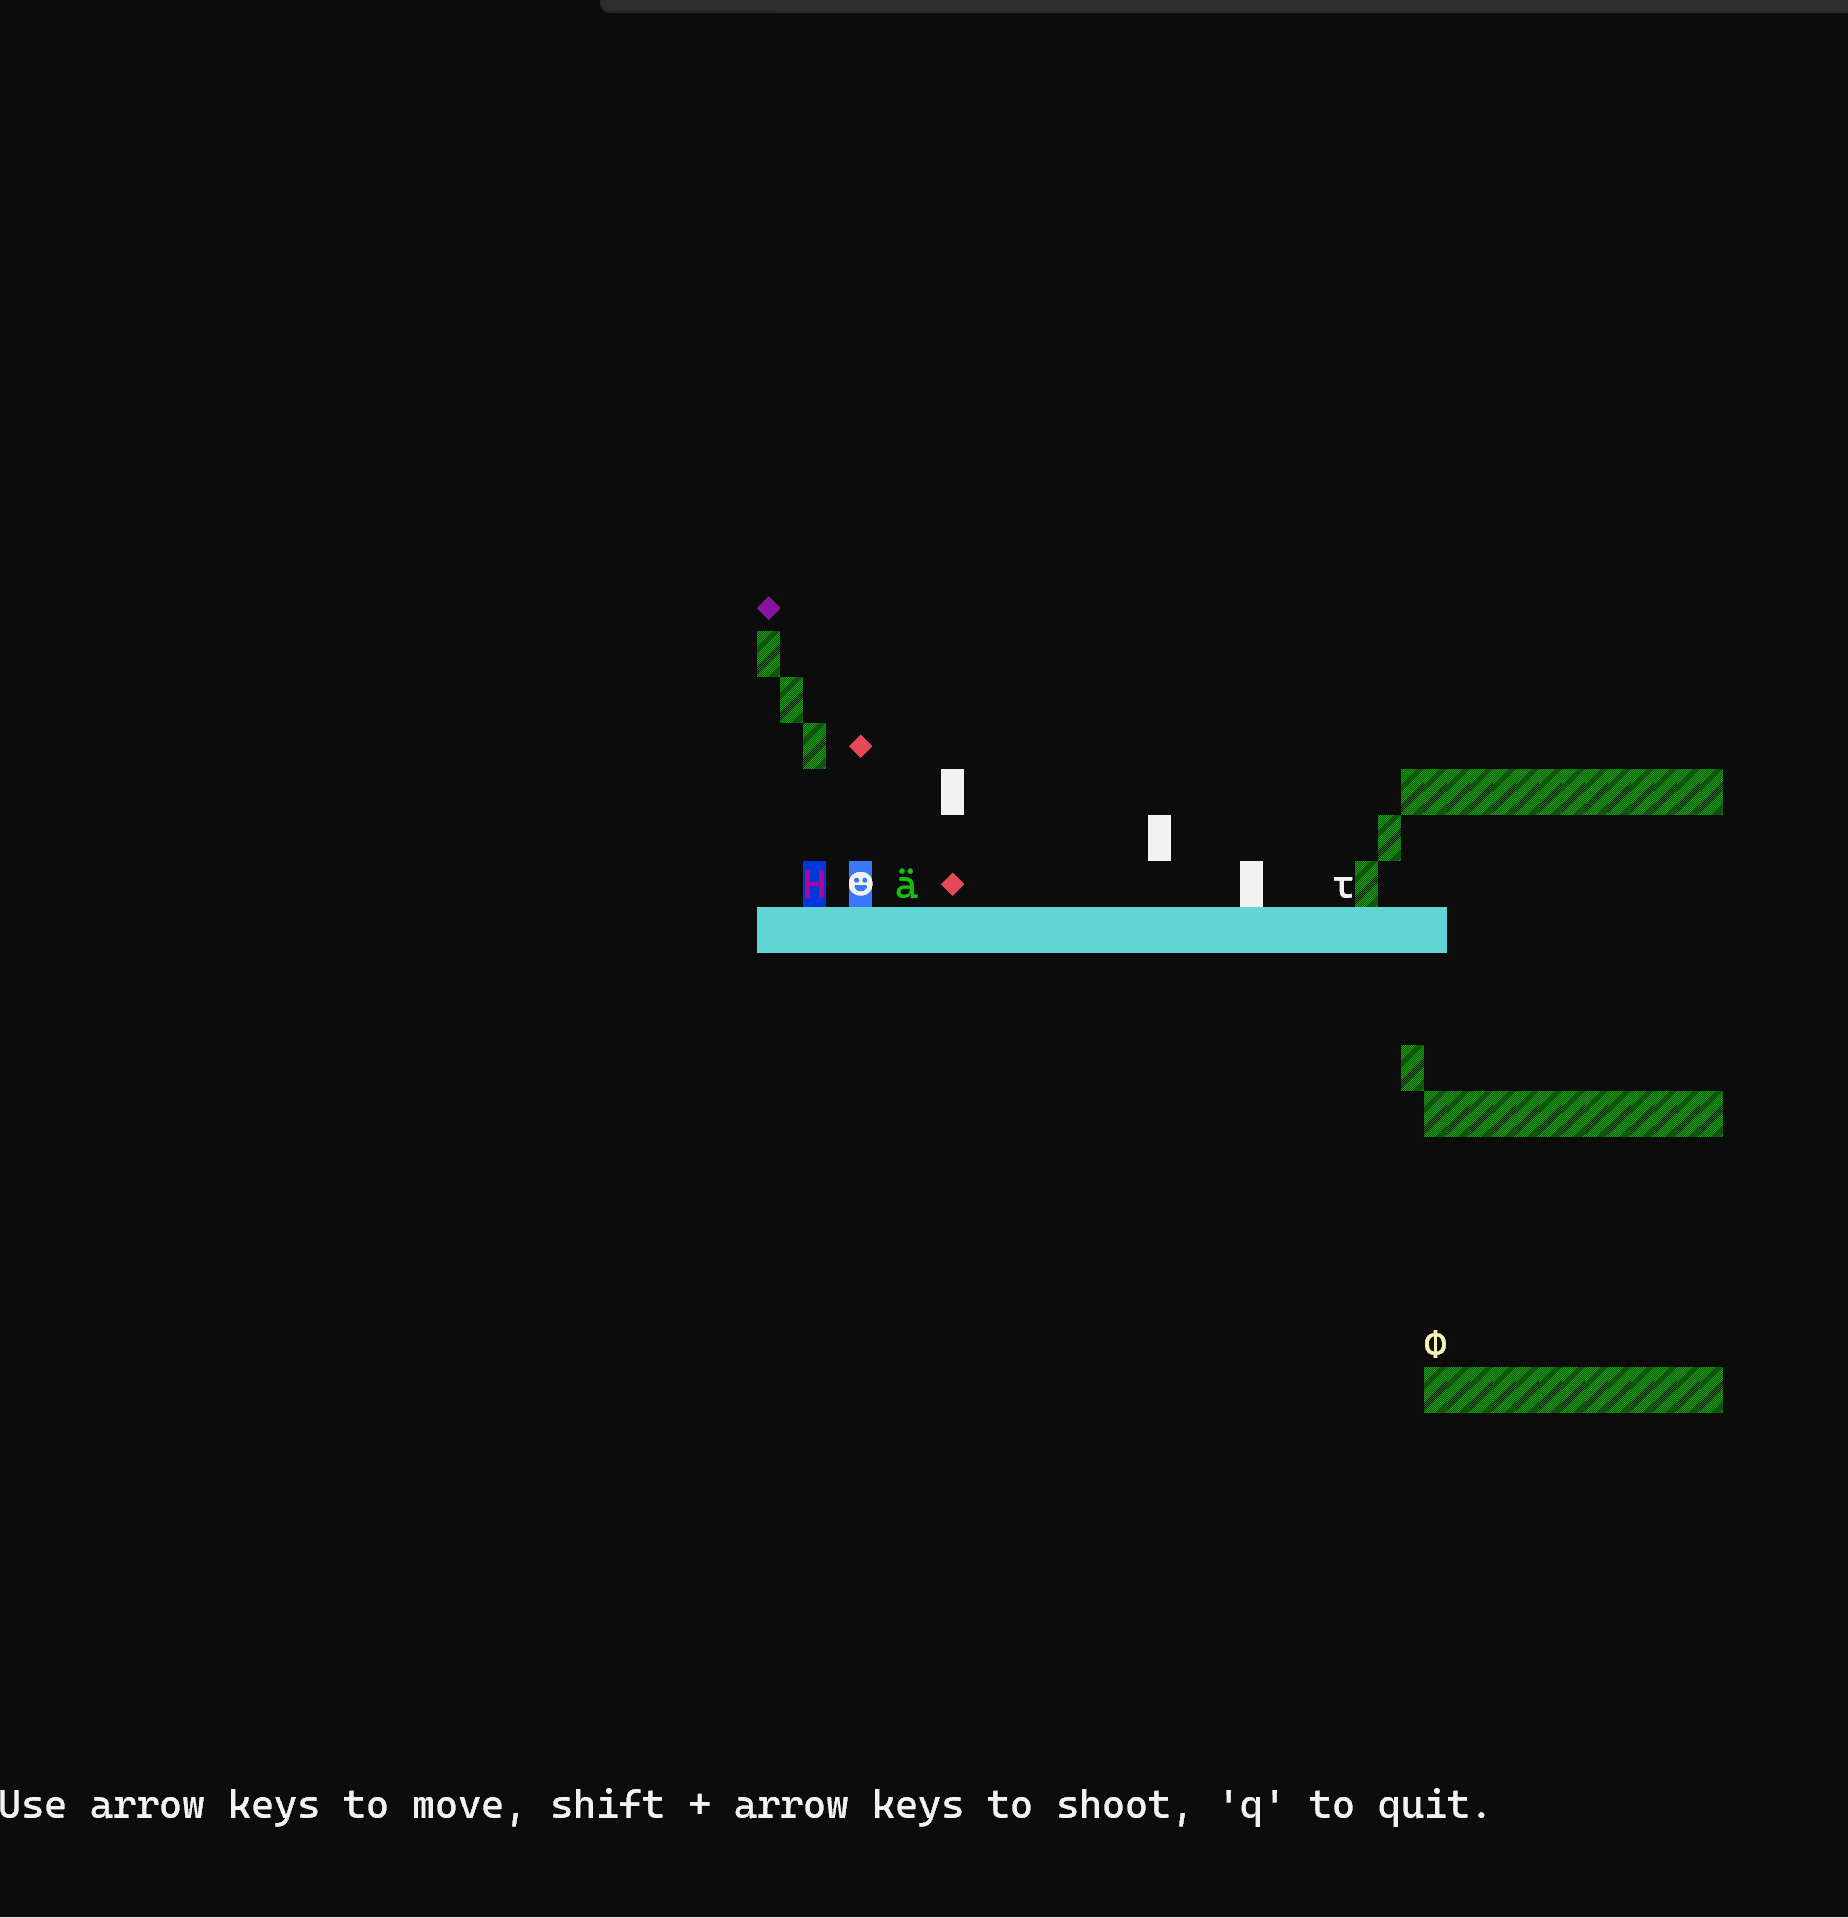 H ä τ
Φ
Use arrow keys to move, shift + arrow keys to shoot, 'q' to quit.